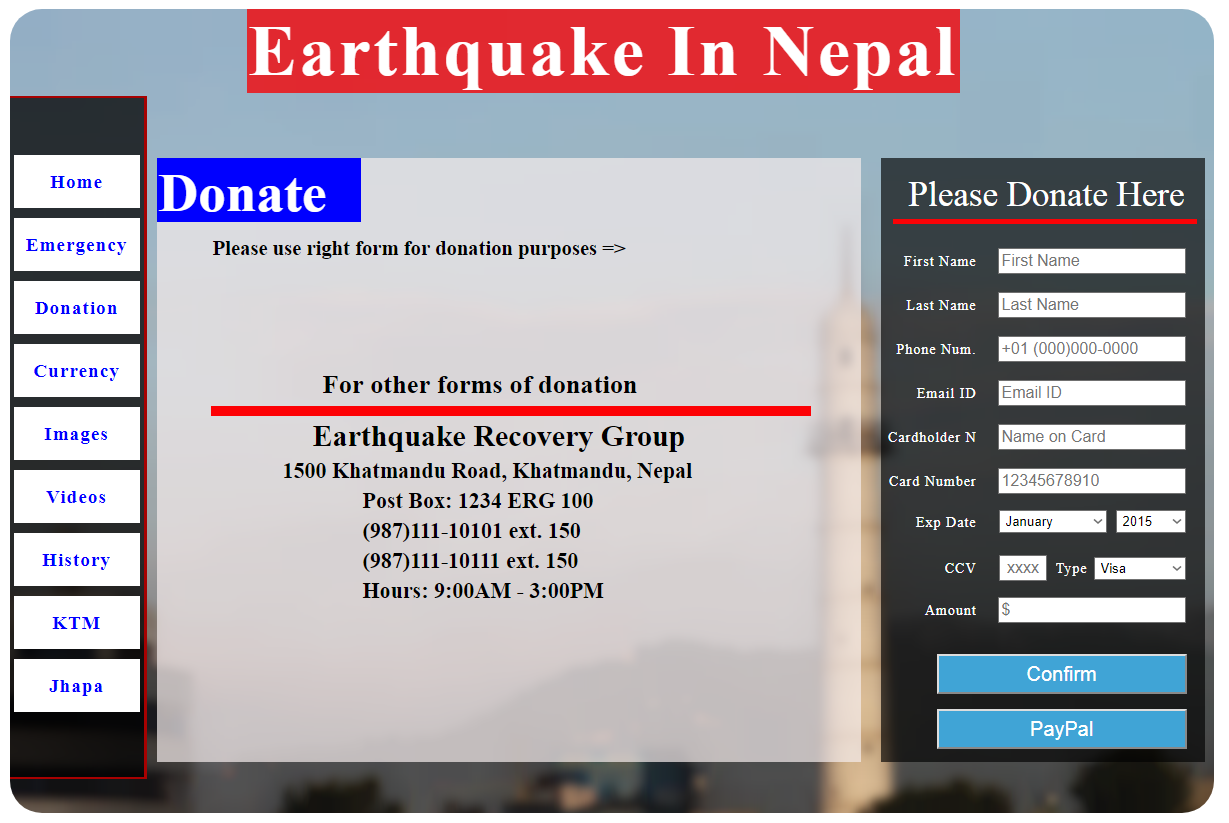 Earthquake In Nepal
Home
Emergency
Donation
Currency
Images
Videos
History
KTM
Jhapa
Donate
Please use right form for donation purposes =>
For other forms of donation
Earthquake Recovery Group
1500 Khatmandu Road, Khatmandu, Nepal
Post Box: 1234 ERG 100
(987)111-10101 ext. 150
(987)111-10111 ext. 150
Hours: 9:00AM - 3:00PM
Please Donate Here
First Name First Name
Last Name Last Name
Phone Num. +01 (000)000-0000
Email ID Email ID
Cardholder N Name on Card
Card Number 12345678910
Exp Date January 2015
CCV xxxx Type Visa
Amount $
Confirm
PayPal